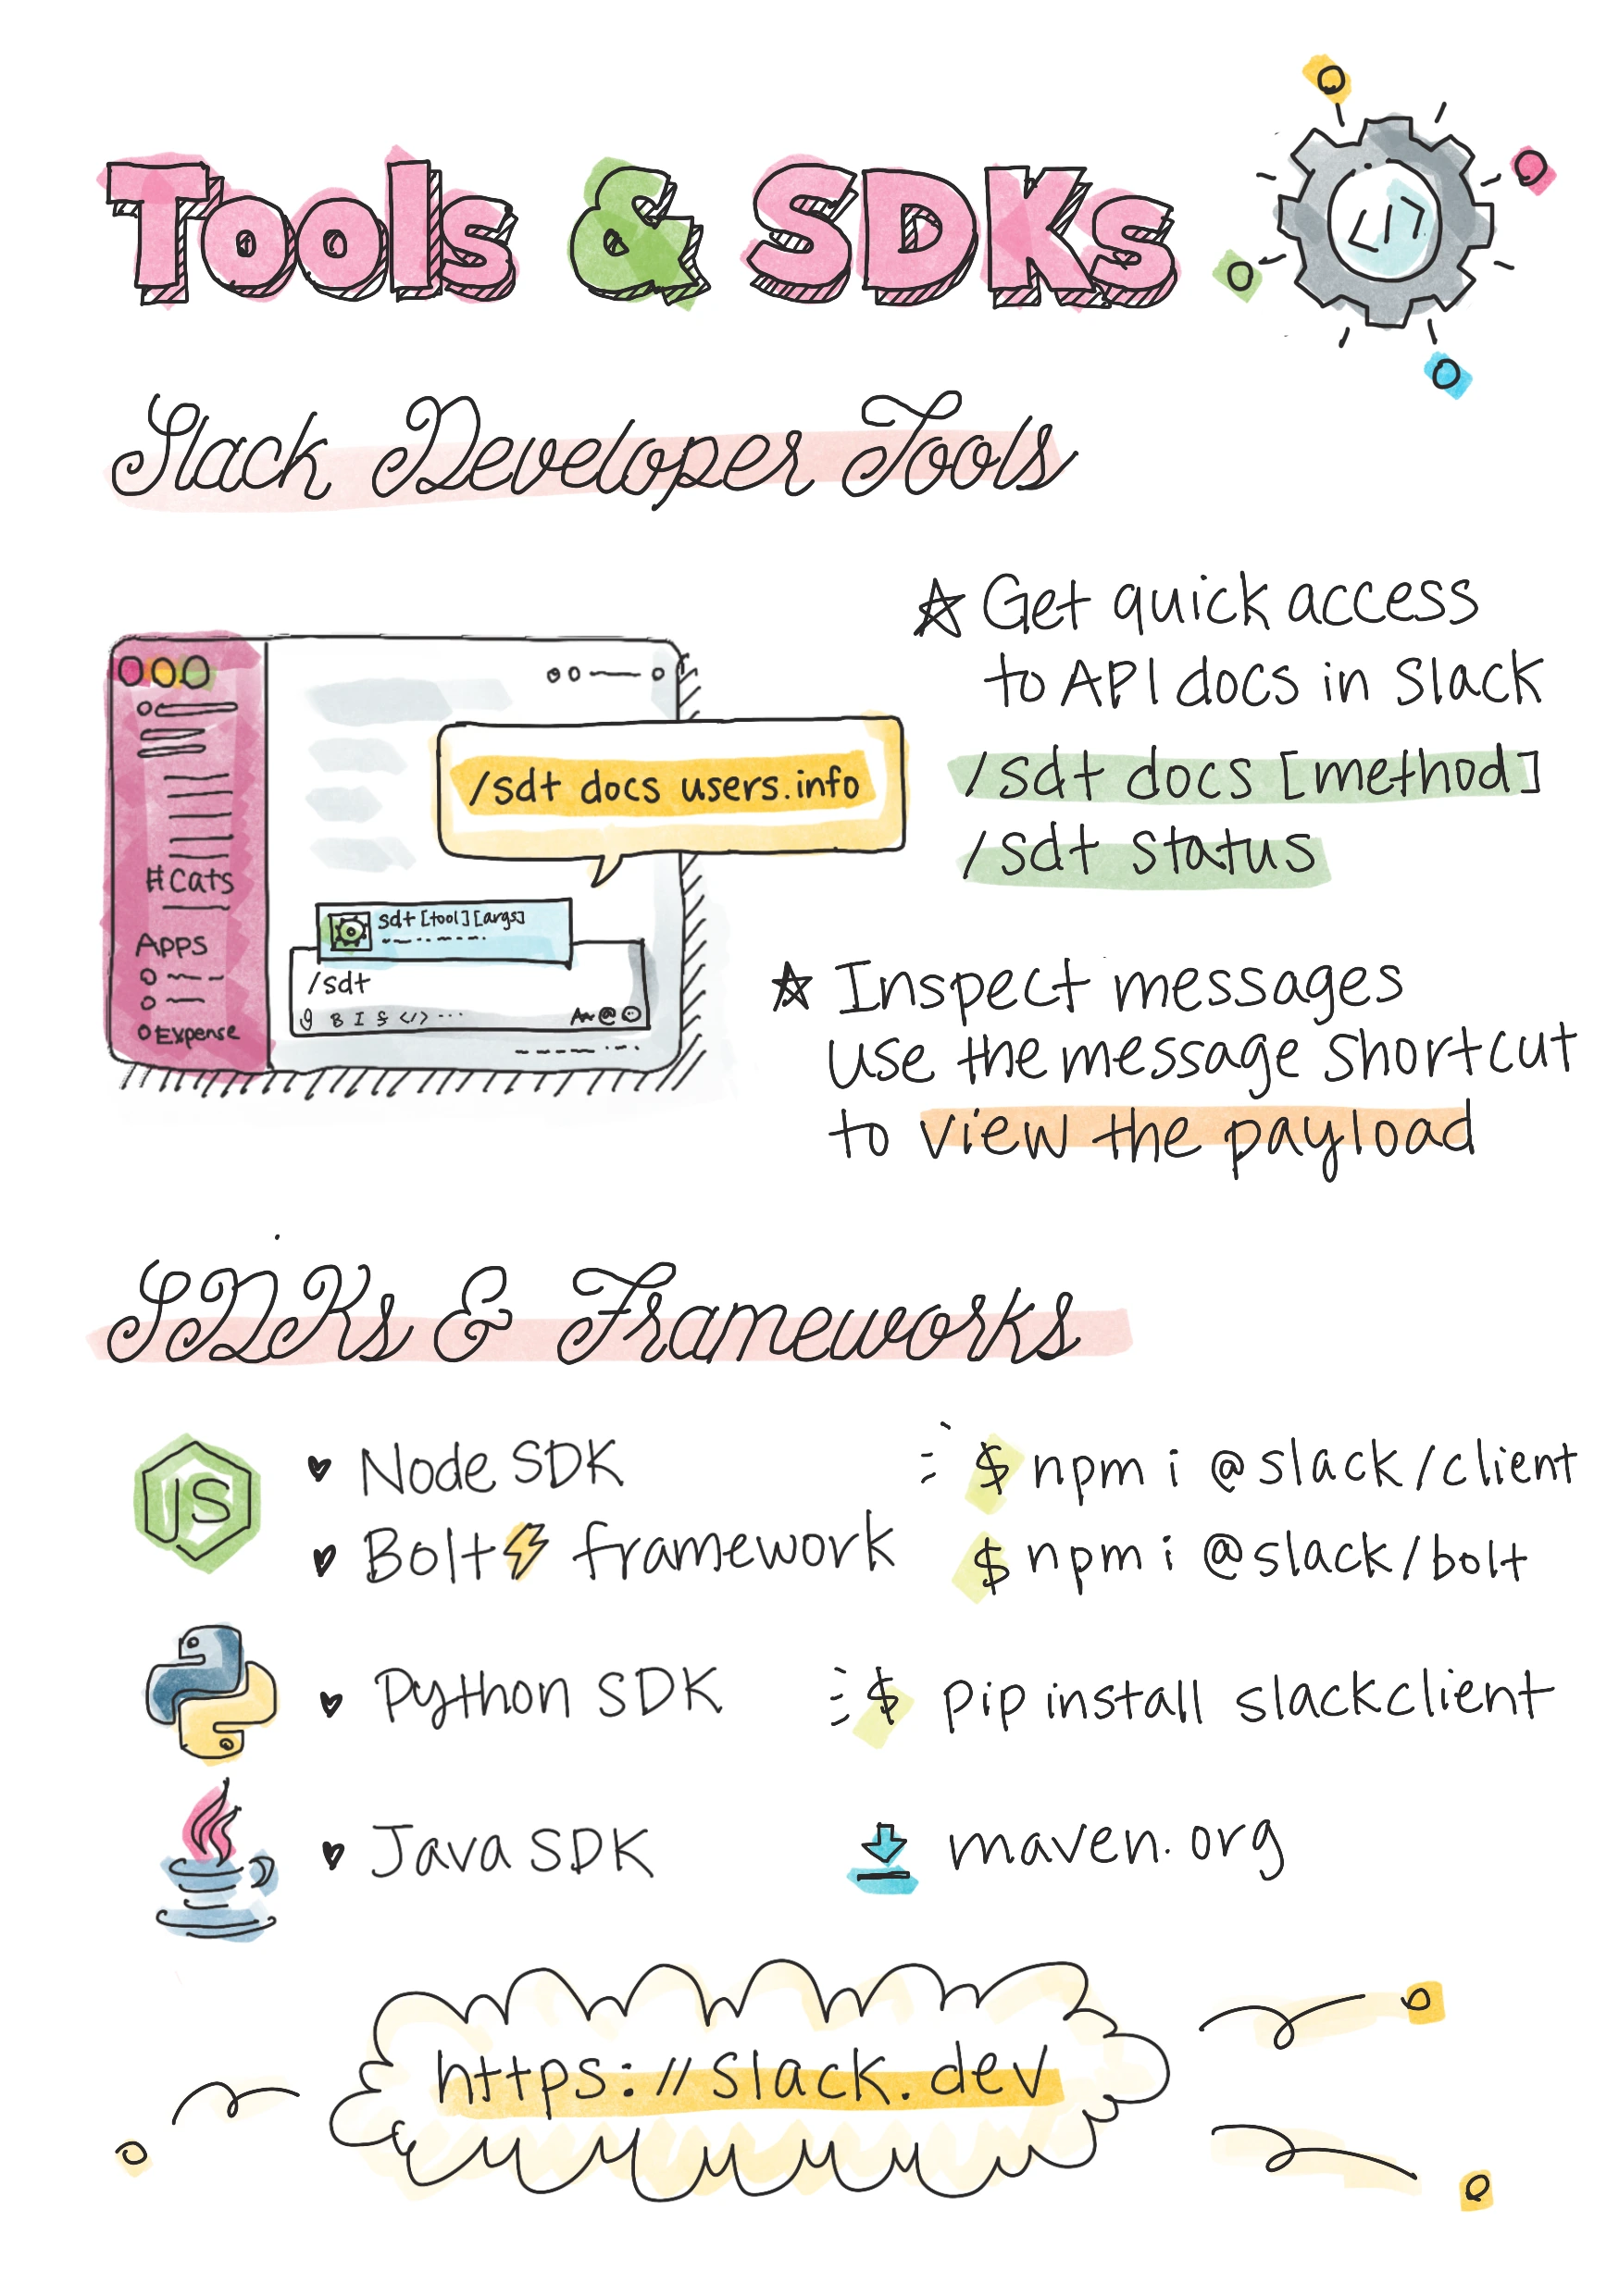 Tools & SDKs
</>
Slack Developer Tools
☆ Get quick access
to API docs in Slack
/sdt docs [method]
/sdt status
/sdt docs users.info
#cats
Apps
Expense
sdt [tool] [args]
/sdt
B I S </> ...
Aa @
☆ Inspect messages
use the message shortcut
to view the payload
SDKs & Frameworks
JS
♥ Node SDK
$ npm i @slack/client
♥ Bolt⚡ framework
$ npm i @slack/bolt
♥ Python SDK
$ pip install slackclient
♥ Java SDK
maven.org
https://slack.dev